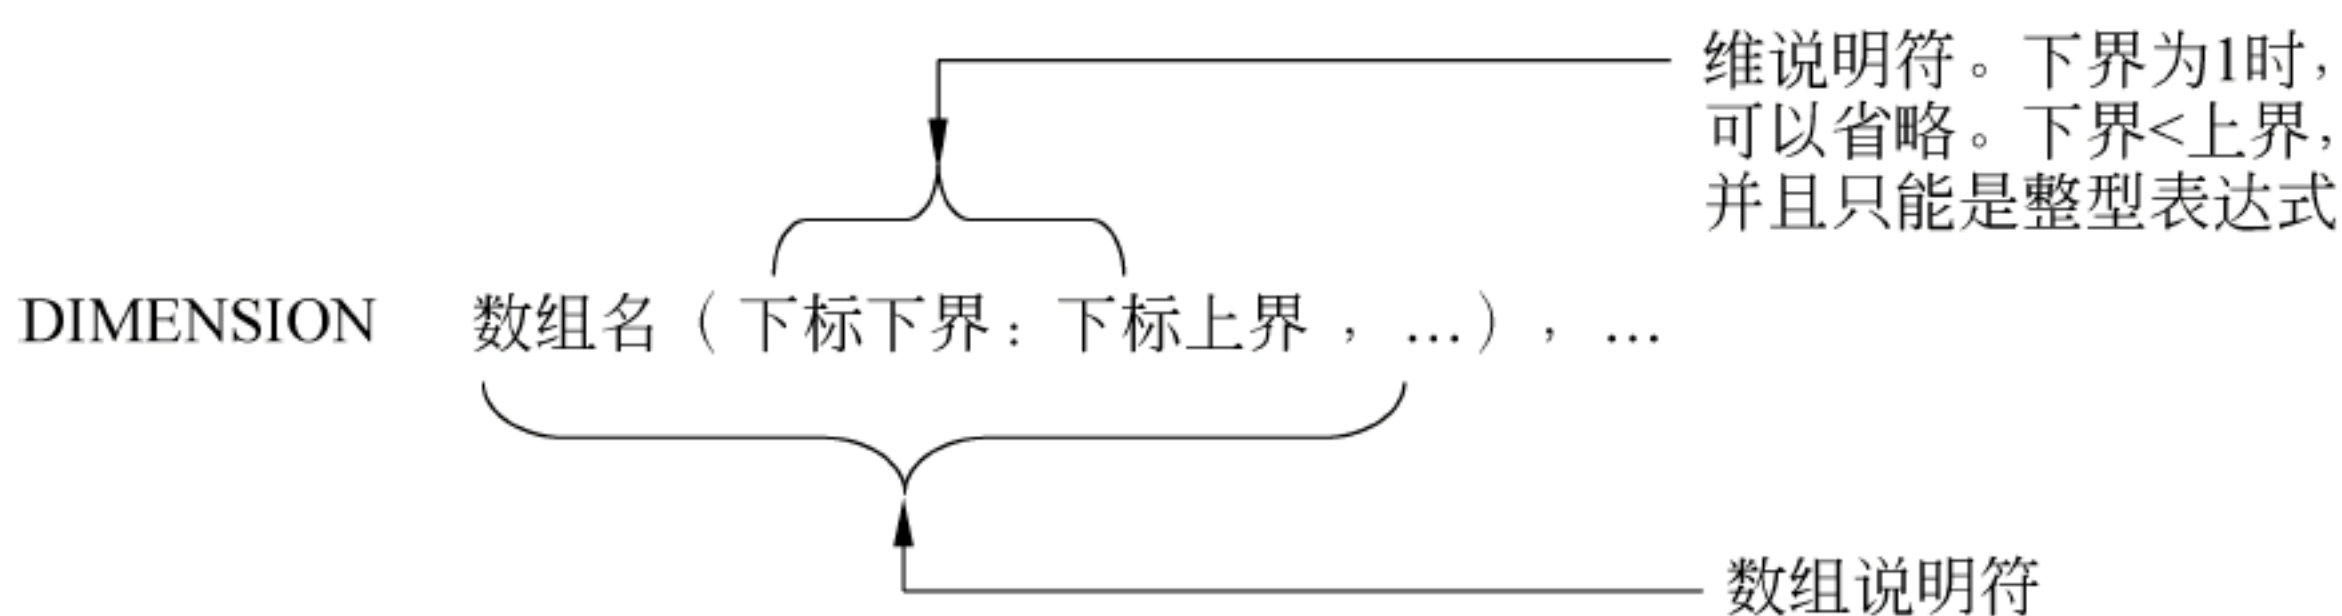 维说明符。下界为1时，
可以省略。下界<上界，
并且只能是整型表达式
DIMENSION 数组名（下标下界：下标上界，…），…
数组说明符